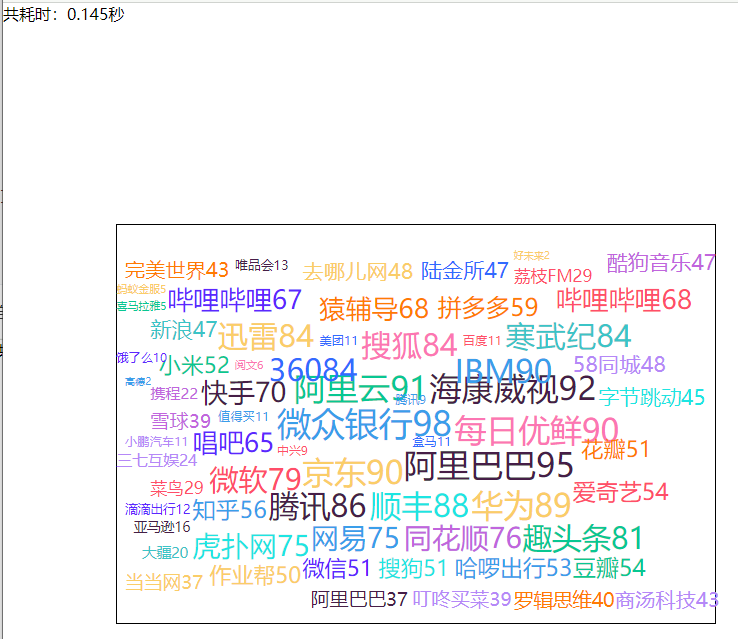 共耗时：0.145秒
好未来2
完美世界43 唯品会13 去哪儿网48 陆金所47 荔枝FM29 酷狗音乐47
蚂蚁金服5
喜马拉雅5 哔哩哔哩67 猿辅导68 拼多多59 哔哩哔哩68
新浪47 迅雷84 美团11 搜狐84 百度11 寒武纪84
饿了么10 小米52 阅文6 36084 IBM90 58同城48
高德2 携程22 快手70 阿里云91 腾讯9 海康威视92 字节跳动45
雪球39 值得买11 微众银行98 每日优鲜90
小鹏汽车11 唱吧65 中兴9 盒马11 花瓣51
三七互娱24 微软79 京东90 阿里巴巴95
菜鸟29 爱奇艺54
滴滴出行12 知乎56 腾讯86 顺丰88 华为89
亚马逊16
大疆20 虎扑网75 网易75 同花顺76 趣头条81
当当网37 作业帮50 微信51 搜狗51 哈啰出行53 豆瓣54
阿里巴巴37 叮咚买菜39 罗辑思维40 商汤科技43